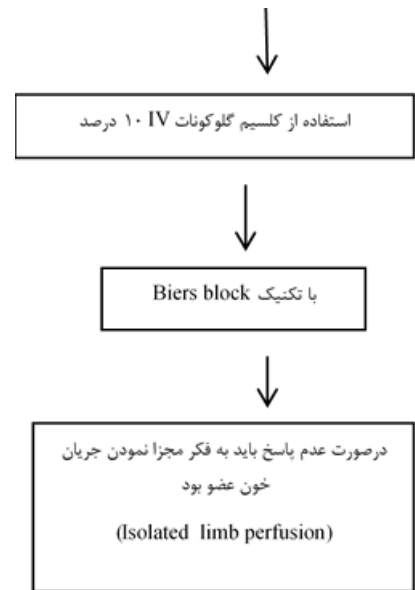 استفاده از کلسیم گلوکونات IV ۱۰ درصد
با تکنیک Biers block
درصورت عدم پاسخ باید به فکر مجزا نمودن جریان
خون عضو بود
(Isolated limb perfusion)